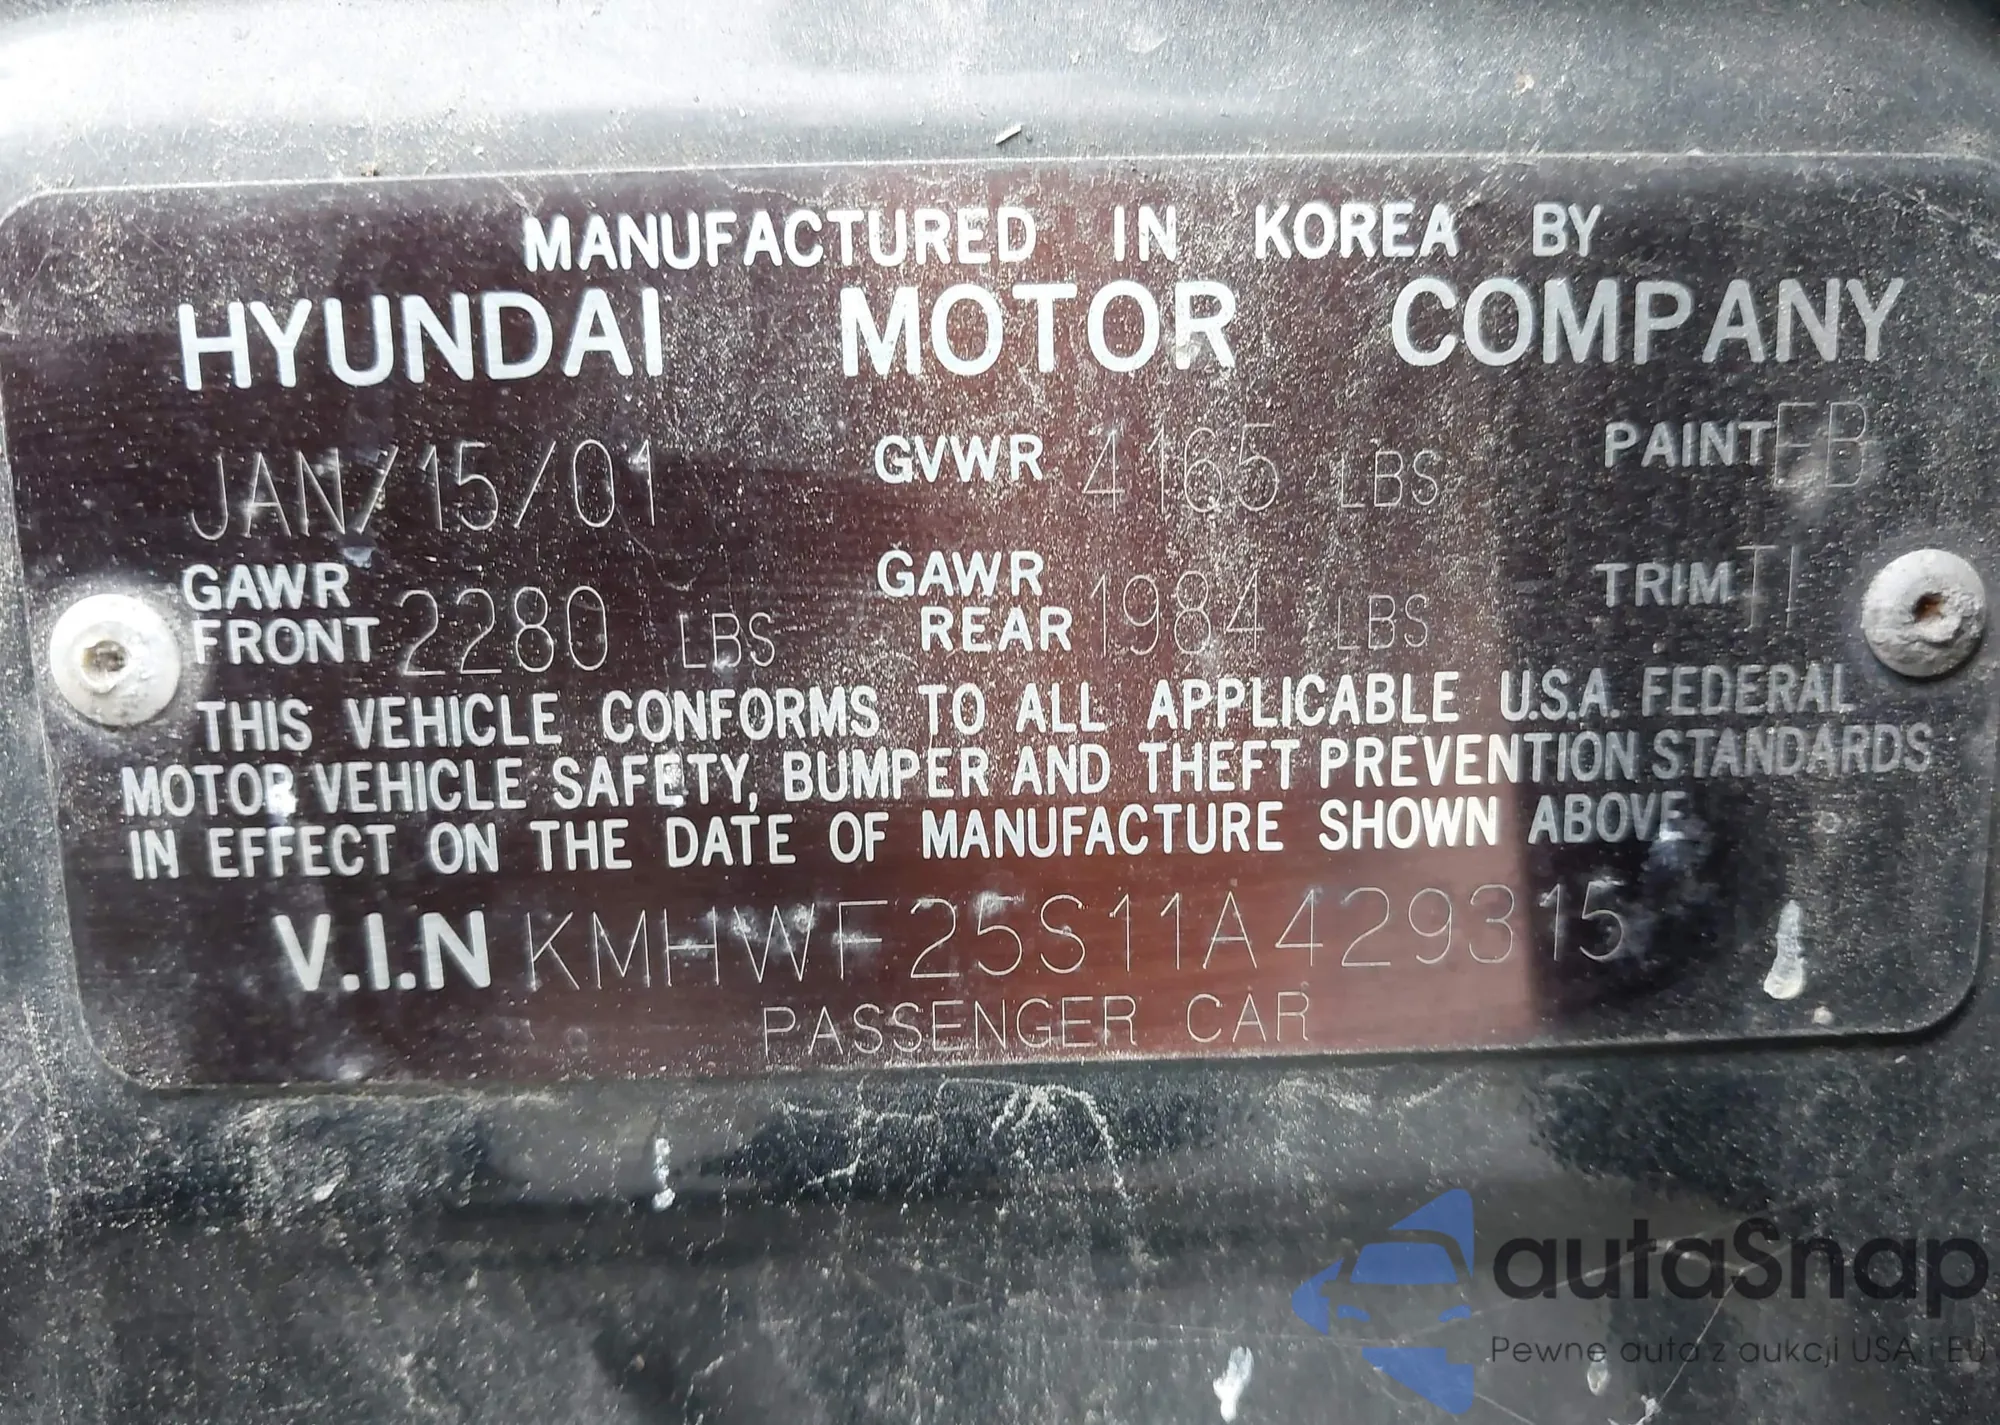 MANUFACTURED IN KOREA BY
HYUNDAI MOTOR COMPANY
JAN/15/01 GVWR 4165 LBS PAINT EB
GAWR FRONT 2280 LBS GAWR REAR 1984 LBS TRIM TI
THIS VEHICLE CONFORMS TO ALL APPLICABLE U.S.A. FEDERAL
MOTOR VEHICLE SAFETY, BUMPER AND THEFT PREVENTION STANDARDS
IN EFFECT ON THE DATE OF MANUFACTURE SHOWN ABOVE
V.I.N KMHWF25S11A429315
PASSENGER CAR
autaSnap
Pewne auta z aukcji USA i EU